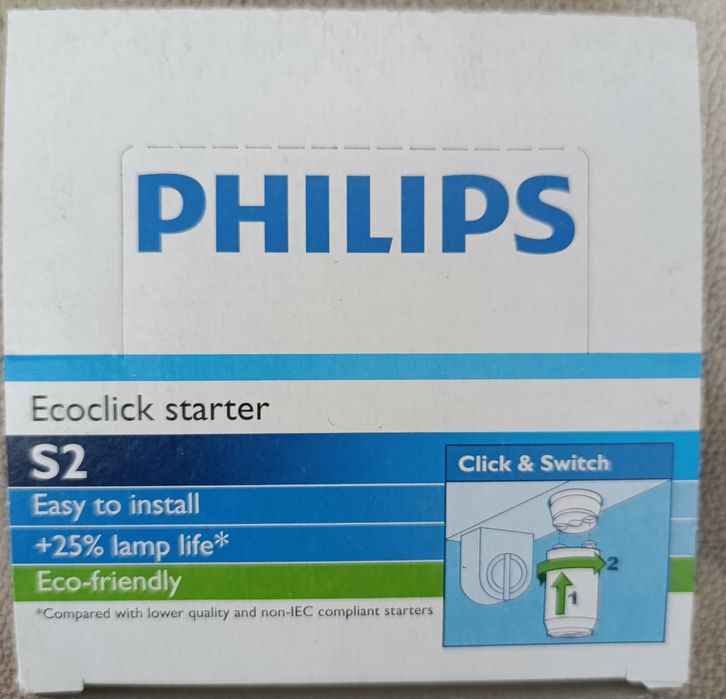 PHILIPS
Ecoclick starter
S2
Easy to install
+25% lamp life*
Eco-friendly
*Compared with lower quality and non-IEC compliant starters
Click & Switch
2
1